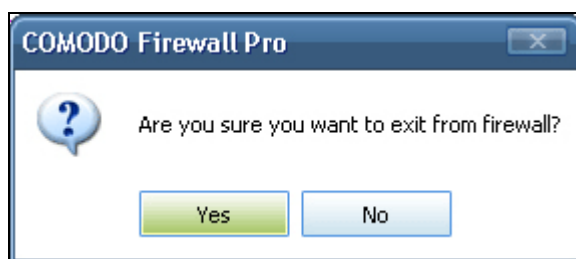 COMODO Firewall Pro
Are you sure you want to exit from firewall?
Yes No